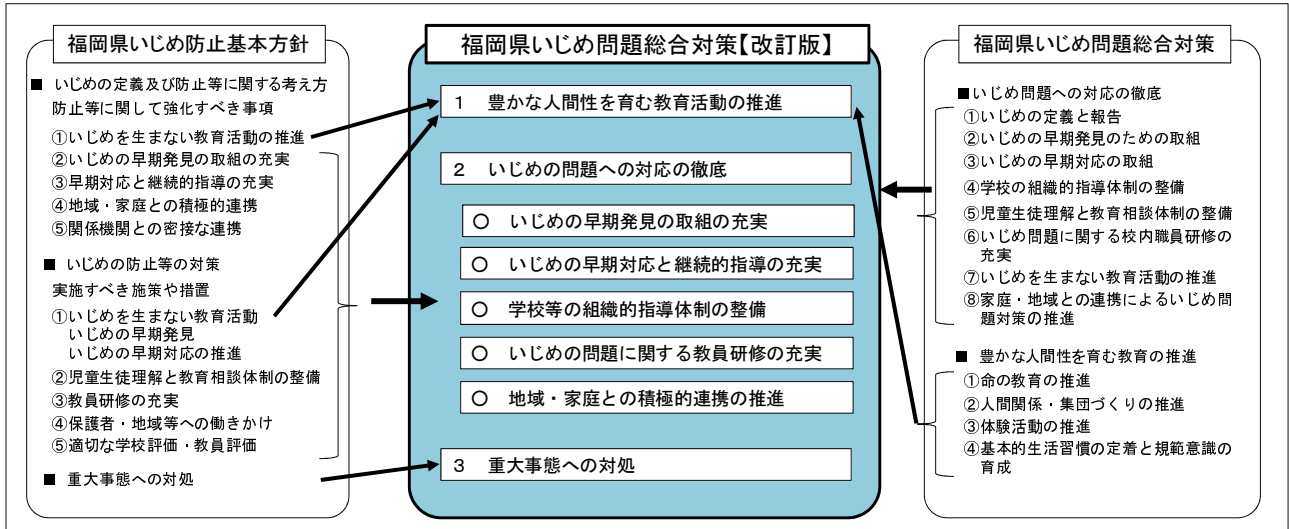 福岡県いじめ防止基本方針
■ いじめの定義及び防止等に関する考え方
防止等に関して強化すべき事項
①いじめを生まない教育活動の推進
②いじめの早期発見の取組の充実
③早期対応と継続的指導の充実
④地域・家庭との積極的連携
⑤関係機関との密接な連携
■ いじめの防止等の対策
実施すべき施策や措置
①いじめを生まない教育活動
いじめの早期発見
いじめの早期対応の推進
②児童生徒理解と教育相談体制の整備
③教員研修の充実
④保護者・地域等への働きかけ
⑤適切な学校評価・教員評価
■ 重大事態への対処
福岡県いじめ問題総合対策【改訂版】
1 豊かな人間性を育む教育活動の推進
2 いじめの問題への対応の徹底
○ いじめの早期発見の取組の充実
○ いじめの早期対応と継続的指導の充実
○ 学校等の組織的指導体制の整備
○ いじめの問題に関する教員研修の充実
○ 地域・家庭との積極的連携の推進
3 重大事態への対処
福岡県いじめ問題総合対策
■いじめ問題への対応の徹底
①いじめの定義と報告
②いじめの早期発見のための取組
③いじめの早期対応の取組
④学校の組織的指導体制の整備
⑤児童生徒理解と教育相談体制の整備
⑥いじめ問題に関する校内職員研修の
充実
⑦いじめを生まない教育活動の推進
⑧家庭・地域との連携によるいじめ問
題対策の推進
■ 豊かな人間性を育む教育の推進
①命の教育の推進
②人間関係・集団づくりの推進
③体験活動の推進
④基本的生活習慣の定着と規範意識の
育成